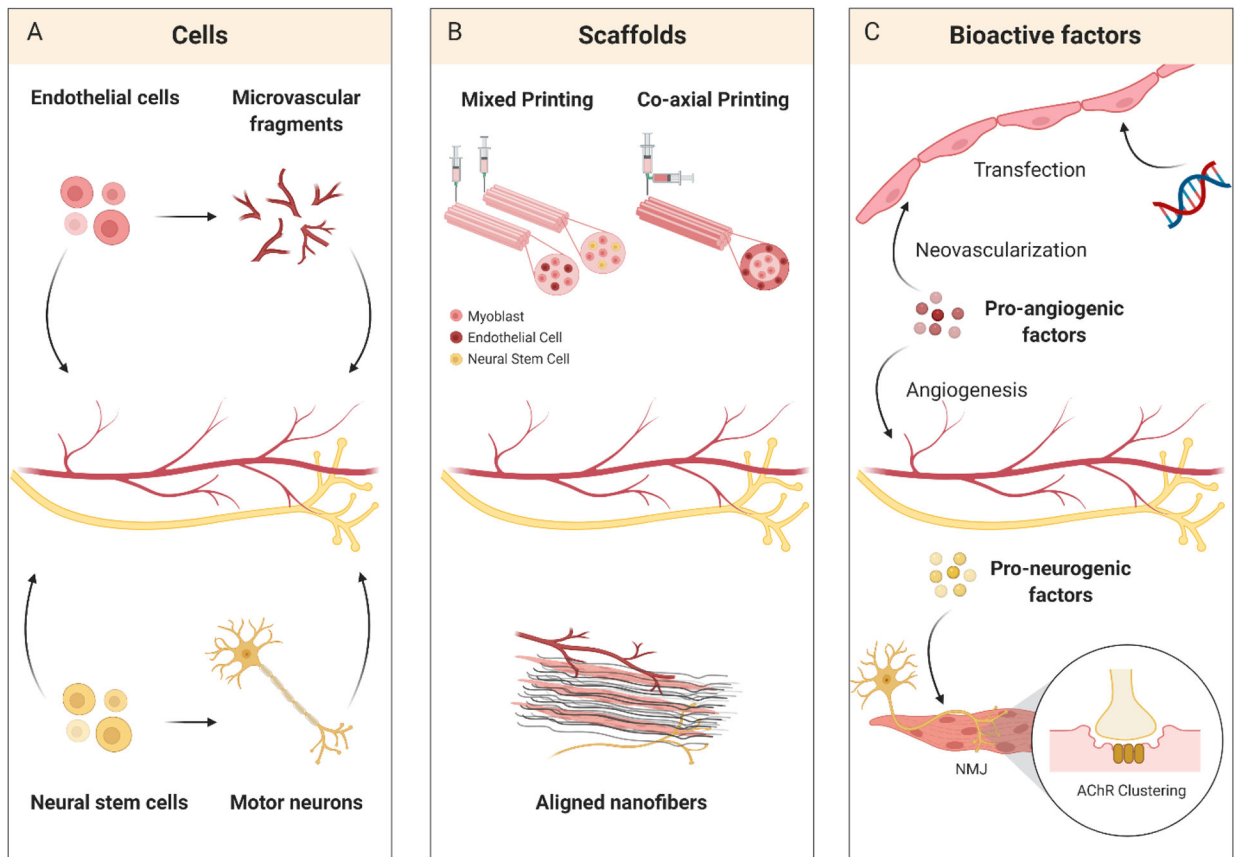 A
Cells
Endothelial cells
Microvascular
fragments
Neural stem cells
Motor neurons
B
Scaffolds
Mixed Printing
Co-axial Printing
Myoblast
Endothelial Cell
Neural Stem Cell
Aligned nanofibers
C
Bioactive factors
Transfection
Neovascularization
Pro-angiogenic
factors
Angiogenesis
Pro-neurogenic
factors
NMJ
AChR Clustering